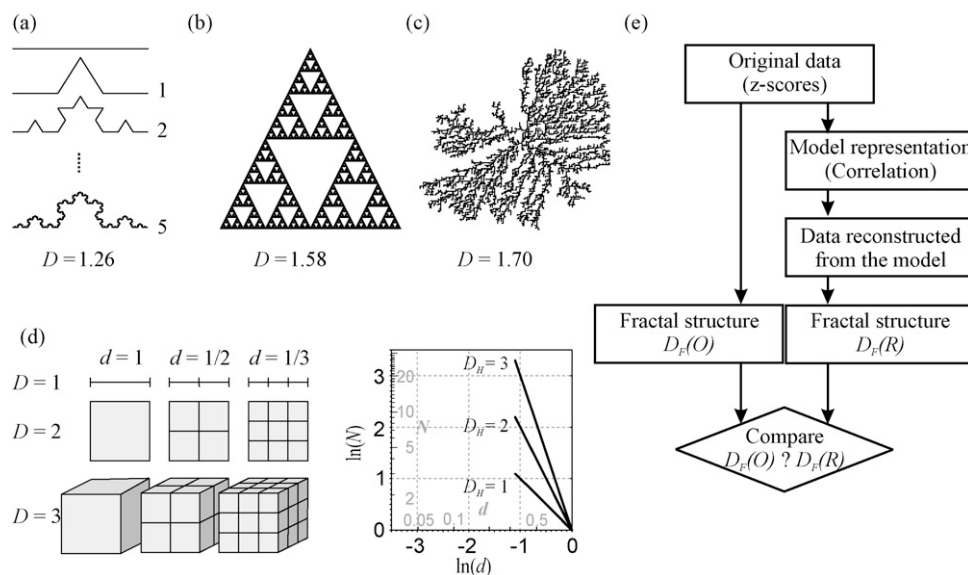 (a)
1
2
5
D = 1.26
(b)
D = 1.58
(c)
D = 1.70
(d)
d = 1 d = 1/2 d = 1/3
D = 1
D = 2
D = 3
ln(N)
3
2
1
0
20
10
5
2
N
D_H = 3
D_H = 2
D_H = 1
0.05 0.1 d 0.5
-3 -2 -1 0
ln(d)
(e)
Original data
(z-scores)
Model representation
(Correlation)
Data reconstructed
from the model
Fractal structure
D_F(O)
Fractal structure
D_F(R)
Compare
D_F(O) ? D_F(R)